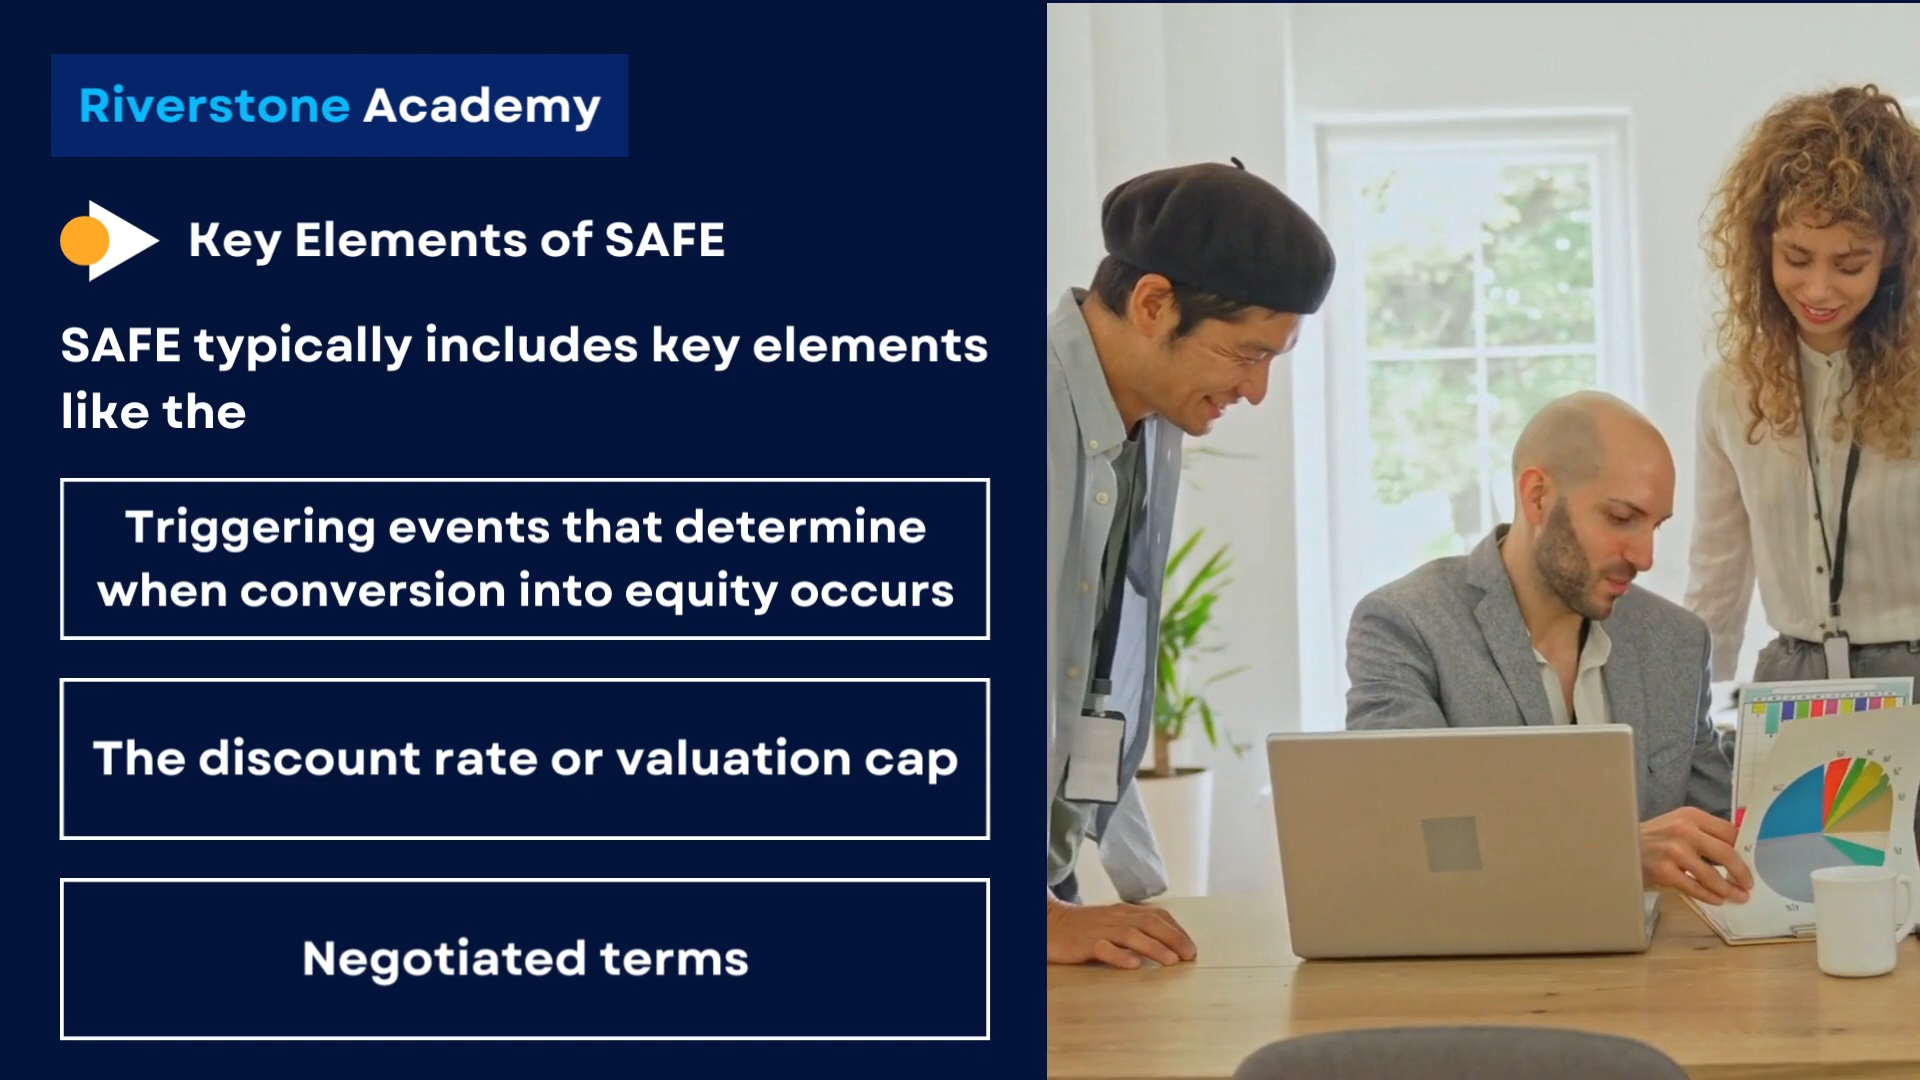 Riverstone Academy
Key Elements of SAFE
SAFE typically includes key elements
like the
Triggering events that determine
when conversion into equity occurs
The discount rate or valuation cap
Negotiated terms